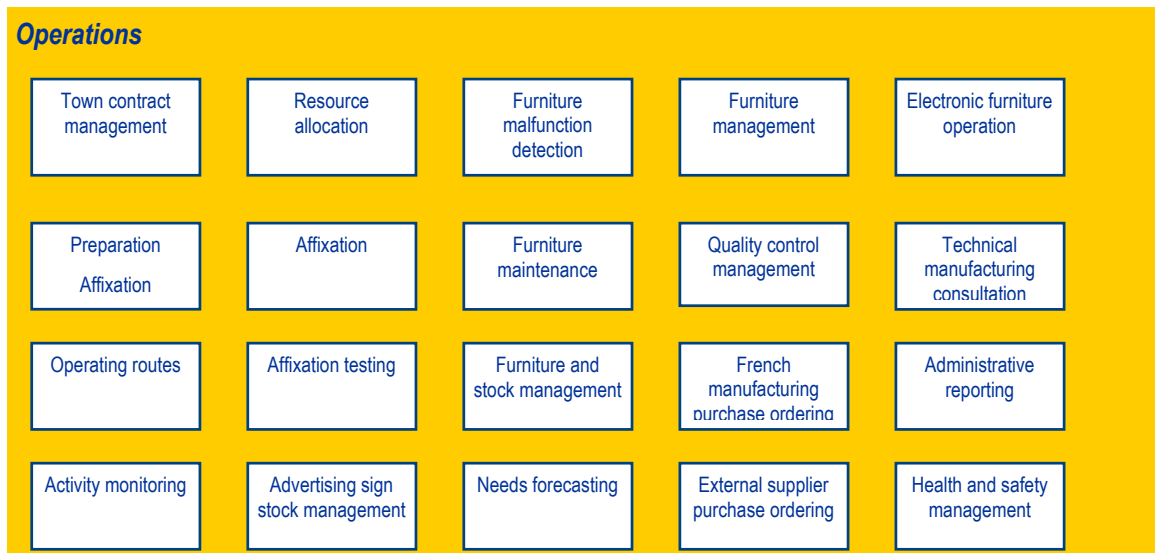 Operations
Town contract
management
Resource
allocation
Furniture
malfunction
detection
Furniture
management
Electronic furniture
operation
Preparation
Affixation
Affixation
Furniture
maintenance
Quality control
management
Technical
manufacturing
consultation
Operating routes
Affixation testing
Furniture and
stock management
French
manufacturing
purchase ordering
Administrative
reporting
Activity monitoring
Advertising sign
stock management
Needs forecasting
External supplier
purchase ordering
Health and safety
management